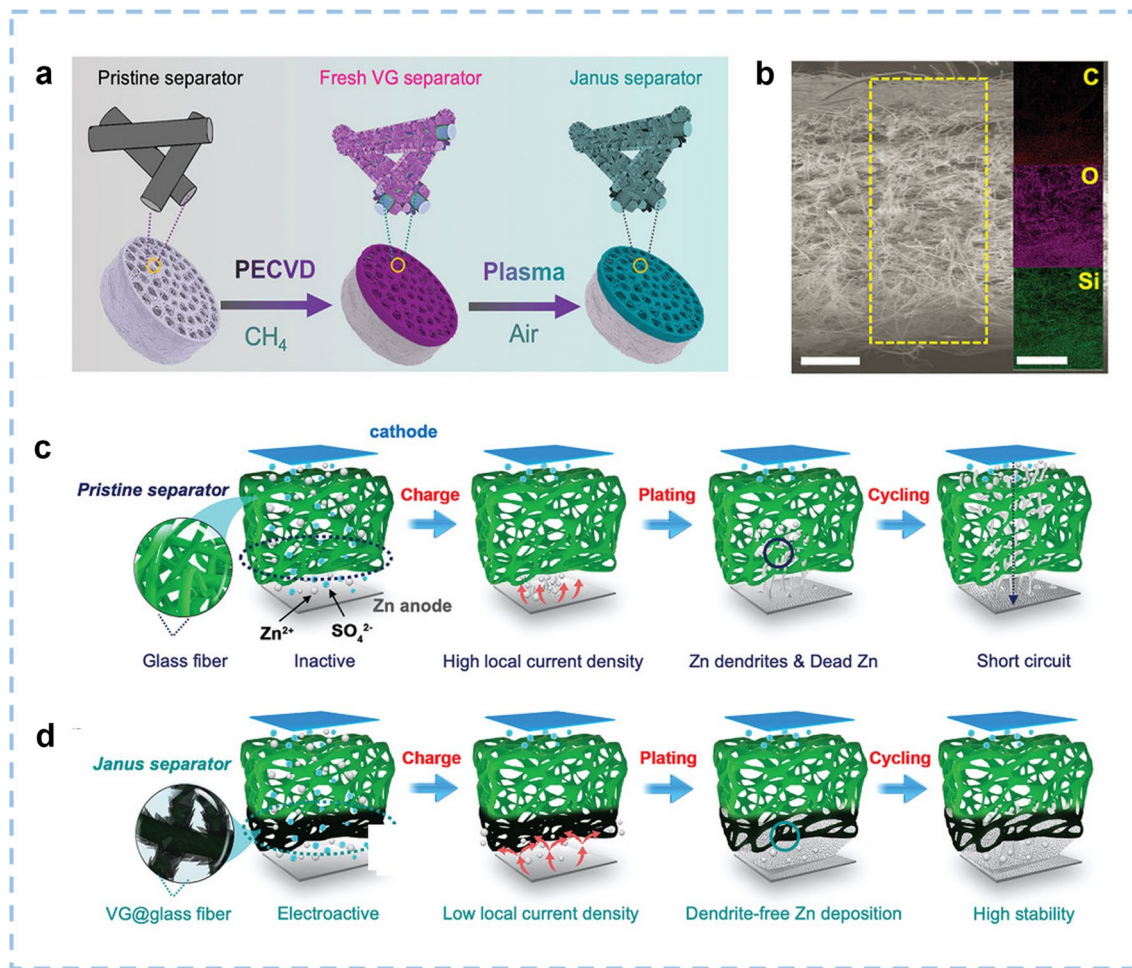 a
Pristine separator
Fresh VG separator
Janus separator
PECVD
CH₄
Plasma
Air
b
C
O
Si
c
cathode
Pristine separator
Charge
Plating
Cycling
Zn anode
Zn²⁺
SO₄²⁻
Glass fiber
Inactive
High local current density
Zn dendrites & Dead Zn
Short circuit
d
Janus separator
Charge
Plating
Cycling
VG@glass fiber
Electroactive
Low local current density
Dendrite-free Zn deposition
High stability